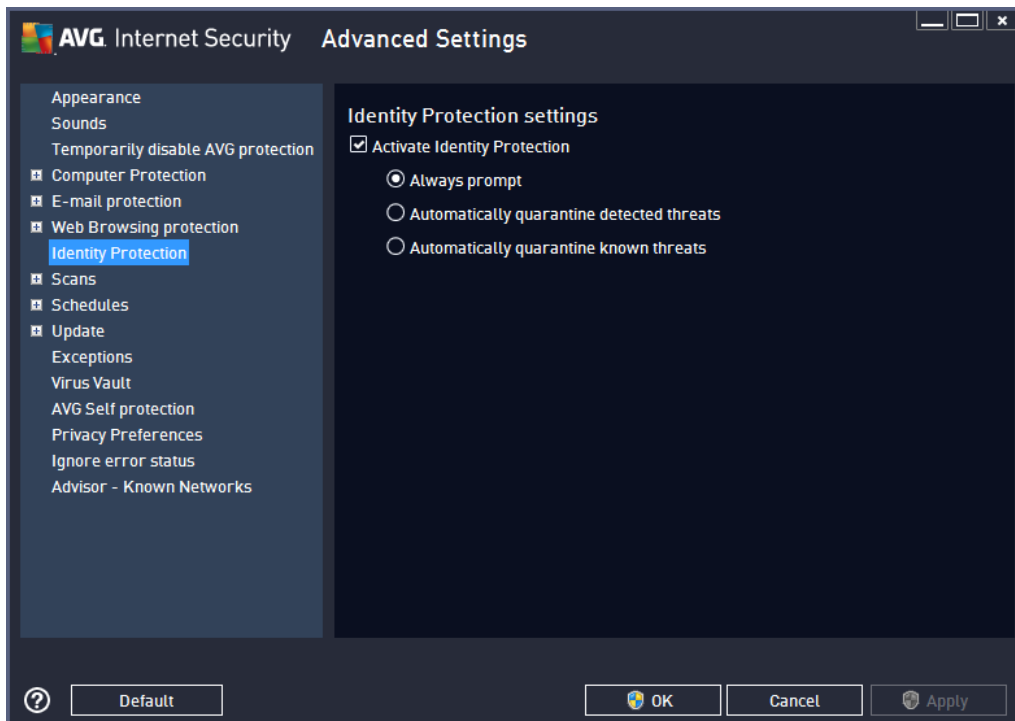 AVG. Internet Security Advanced Settings
Appearance
Sounds
Temporarily disable AVG protection
Computer Protection
E-mail protection
Web Browsing protection
Identity Protection
Scans
Schedules
Update
Exceptions
Virus Vault
AVG Self protection
Privacy Preferences
Ignore error status
Advisor - Known Networks
Identity Protection settings
Activate Identity Protection
Always prompt
Automatically quarantine detected threats
Automatically quarantine known threats
? Default OK Cancel Apply